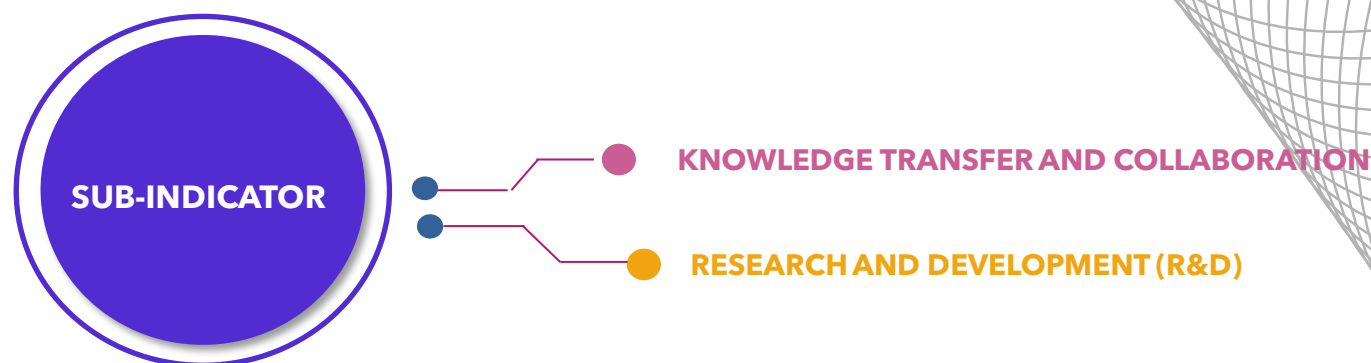 SUB-INDICATOR
KNOWLEDGE TRANSFER AND COLLABORATION
RESEARCH AND DEVELOPMENT (R&D)